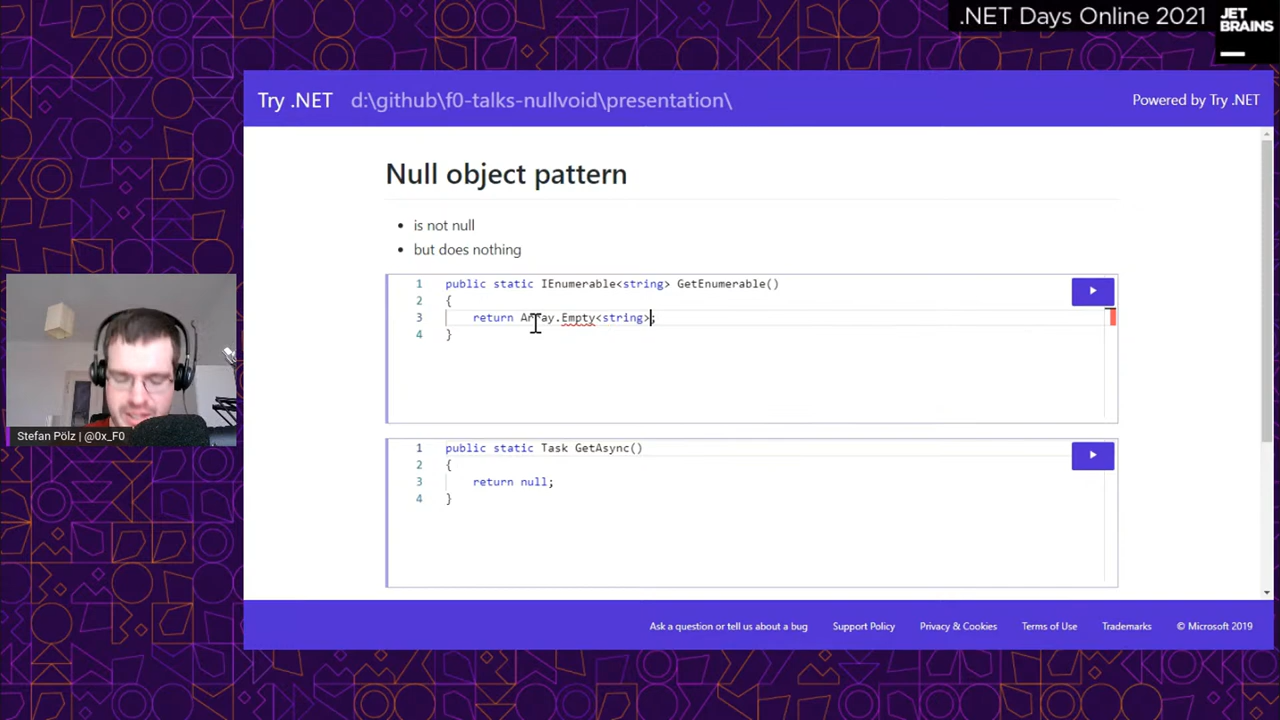 .NET Days Online 2021
JET
BRAINS
Try .NET d:\github\f0-talks-nullvoid\presentation\ Powered by Try .NET
Null object pattern
• is not null
• but does nothing
1 public static IEnumerable<string> GetEnumerable()
2 {
3 return Array.Empty<string>;
4 }
1 public static Task GetAsync()
2 {
3 return null;
4 }
Stefan Pölz | @0x_F0
Ask a question or tell us about a bug Support Policy Privacy & Cookies Terms of Use Trademarks © Microsoft 2019